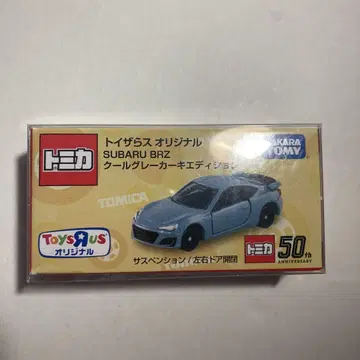 トミカ
トイザらス オリジナル
SUBARU BRZ
クールグレーカーキエディション
TAKARA TOMY
TOMICA
TOYSЯUS
オリジナル
サスペンション/左右ドア開閉
トミカ 50th
ANNIVERSARY